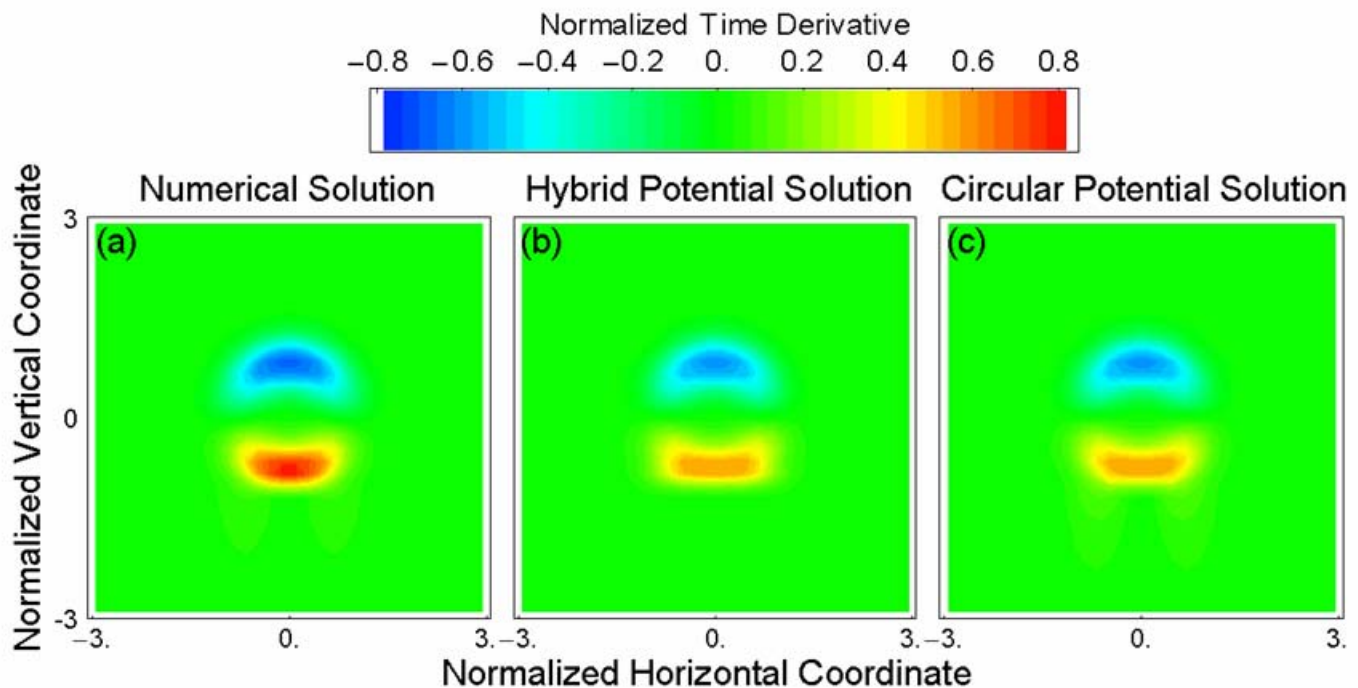 Normalized Time Derivative
−0.8 −0.6 −0.4 −0.2 0. 0.2 0.4 0.6 0.8
Numerical Solution Hybrid Potential Solution Circular Potential Solution
Normalized Vertical Coordinate
3
0
-3
(a) (b) (c)
−3. 0. 3. −3. 0. 3. −3. 0. 3.
Normalized Horizontal Coordinate